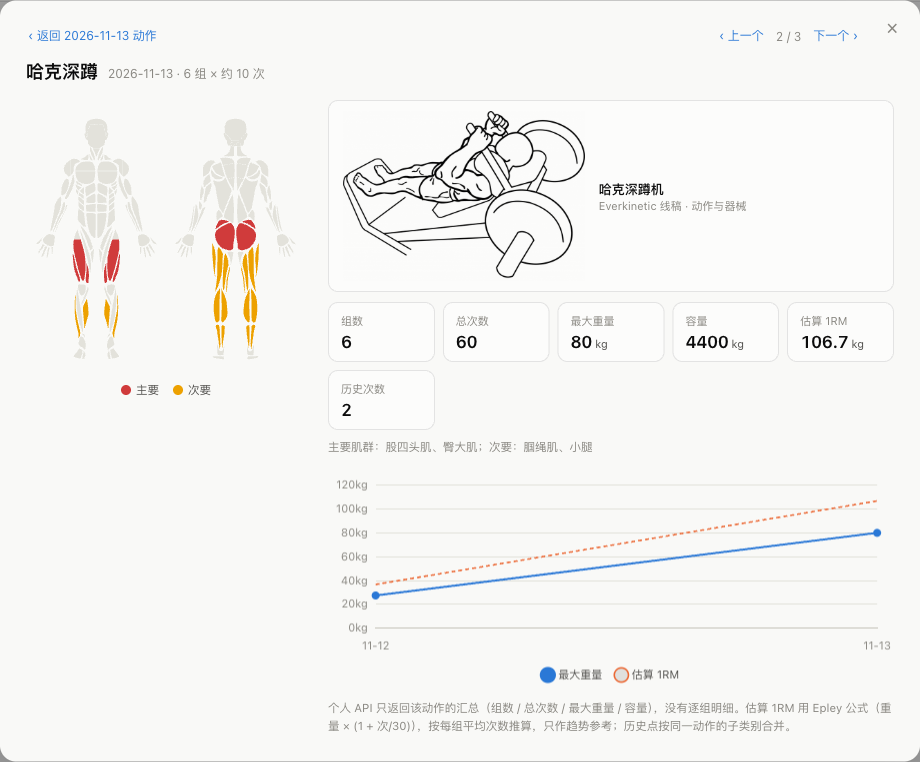 ‹ 返回 2026-11-13 动作
‹ 上一个 2 / 3 下一个 ›
×
哈克深蹲 2026-11-13 · 6 组 × 约 10 次
主要 次要
哈克深蹲机
Everkinetic 线稿 · 动作与器械
组数
6
总次数
60
最大重量
80 kg
容量
4400 kg
估算 1RM
106.7 kg
历史次数
2
主要肌群：股四头肌、臀大肌；次要：腘绳肌、小腿
120kg
100kg
80kg
60kg
40kg
20kg
0kg
11-12 11-13
最大重量 估算 1RM
个人 API 只返回该动作的汇总（组数 / 总次数 / 最大重量 / 容量），没有逐组明细。估算 1RM 用 Epley 公式（重
量 × (1 + 次/30)），按每组平均次数推算，只作趋势参考；历史点按同一动作的子类别合并。